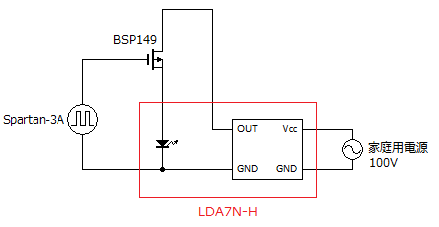 BSP149
Spartan-3A
OUT
Vcc
GND
GND
家庭用電源
100V
LDA7N-H